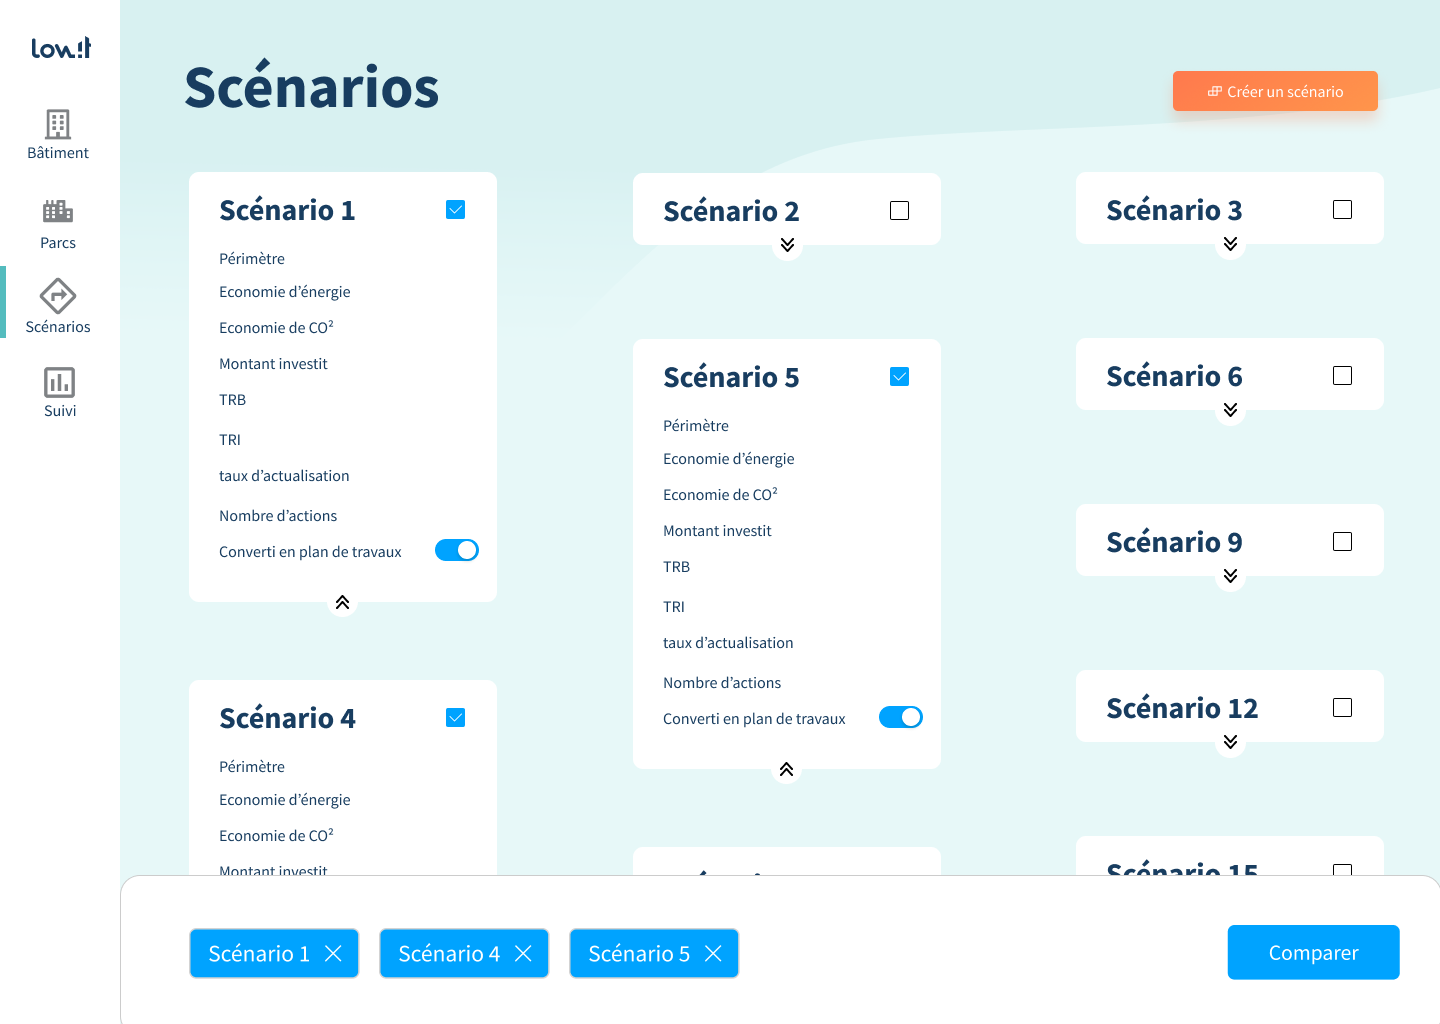 low.it
Bâtiment
Parcs
Scénarios
Suivi
Scénarios
Créer un scénario
Scénario 1
Périmètre
Economie d’énergie
Economie de CO²
Montant investit
TRB
TRI
taux d’actualisation
Nombre d’actions
Converti en plan de travaux
Scénario 4
Périmètre
Economie d’énergie
Economie de CO²
Montant investit
Scénario 2
Scénario 5
Périmètre
Economie d’énergie
Economie de CO²
Montant investit
TRB
TRI
taux d’actualisation
Nombre d’actions
Converti en plan de travaux
Scénario 3
Scénario 6
Scénario 9
Scénario 12
Scénario 15
Scénario 1
Scénario 4
Scénario 5
Comparer